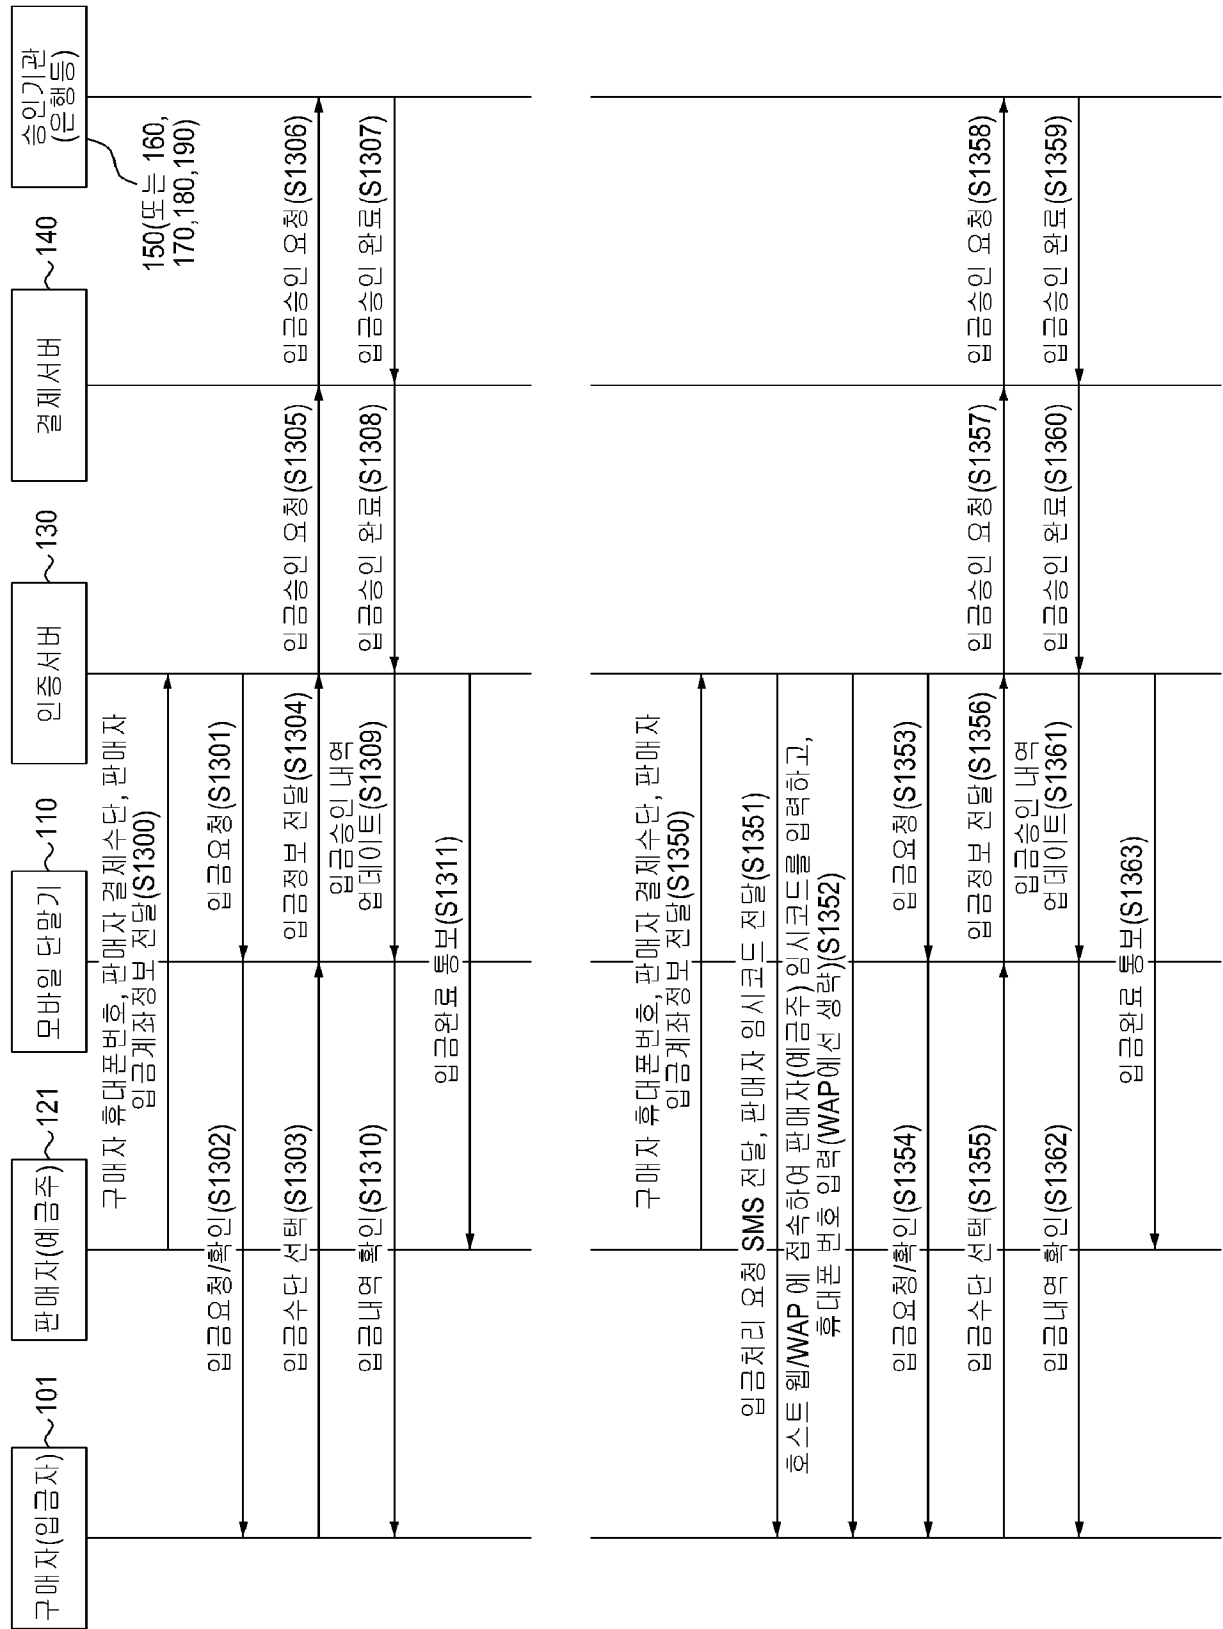 구매자(입금자)
101
판매자(예금주)
121
모바일 단말기
110
인증서버
130
결제서버
140
승인기관
(은행등)
150(또는 160,
170,180,190)
구매자 휴대폰번호, 판매자 결제수단, 판매자
입금계좌정보 전달(S1300)
입금요청(S1301)
입금요청/확인(S1302)
입금수단 선택(S1303)
입금정보 전달(S1304)
입금승인 요청(S1305)
입금승인 요청(S1306)
입금승인 완료(S1307)
입금승인 완료(S1308)
입금승인 내역
업데이트(S1309)
입금내역 확인(S1310)
입금완료 통보(S1311)
구매자 휴대폰번호, 판매자 결제수단, 판매자
입금계좌정보 전달(S1350)
입금처리 요청 SMS 전달, 판매자 임시코드 전달(S1351)
호스트 웹/WAP 에 접속하여 판매자(예금주) 임시코드를 입력하고,
휴대폰 번호 입력(WAP에선 생략)(S1352)
입금요청(S1353)
입금요청/확인(S1354)
입금수단 선택(S1355)
입금정보 전달(S1356)
입금승인 요청(S1357)
입금승인 요청(S1358)
입금승인 완료(S1359)
입금승인 완료(S1360)
입금승인 내역
업데이트(S1361)
입금내역 확인(S1362)
입금완료 통보(S1363)